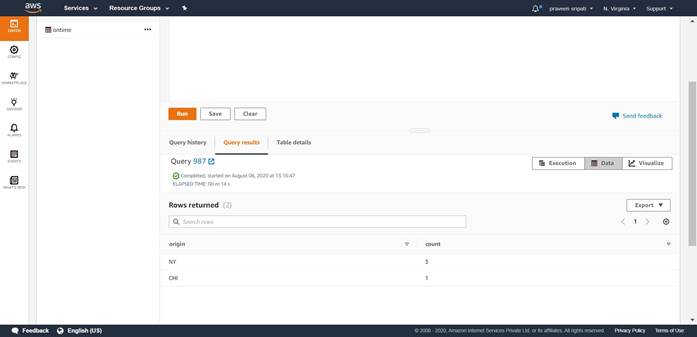 aws Services Resource Groups praveen sripati N. Virginia Support
EDITOR
CONFIG
MARKETPLACE
ADVISOR
ALARMS
EVENTS
WHAT'S NEW
ontime
Run Save Clear
Send feedback
Query history Query results Table details
Query 987
Execution Data Visualize
Completed, started on August 06, 2020 at 15:16:47
ELAPSED TIME: 00 m 14 s
Rows returned (2)
Export
Search rows
1
origin count
NY 3
CHI 1
Feedback English (US)
© 2008 - 2020, Amazon Internet Services Private Ltd. or its affiliates. All rights reserved. Privacy Policy Terms of Use